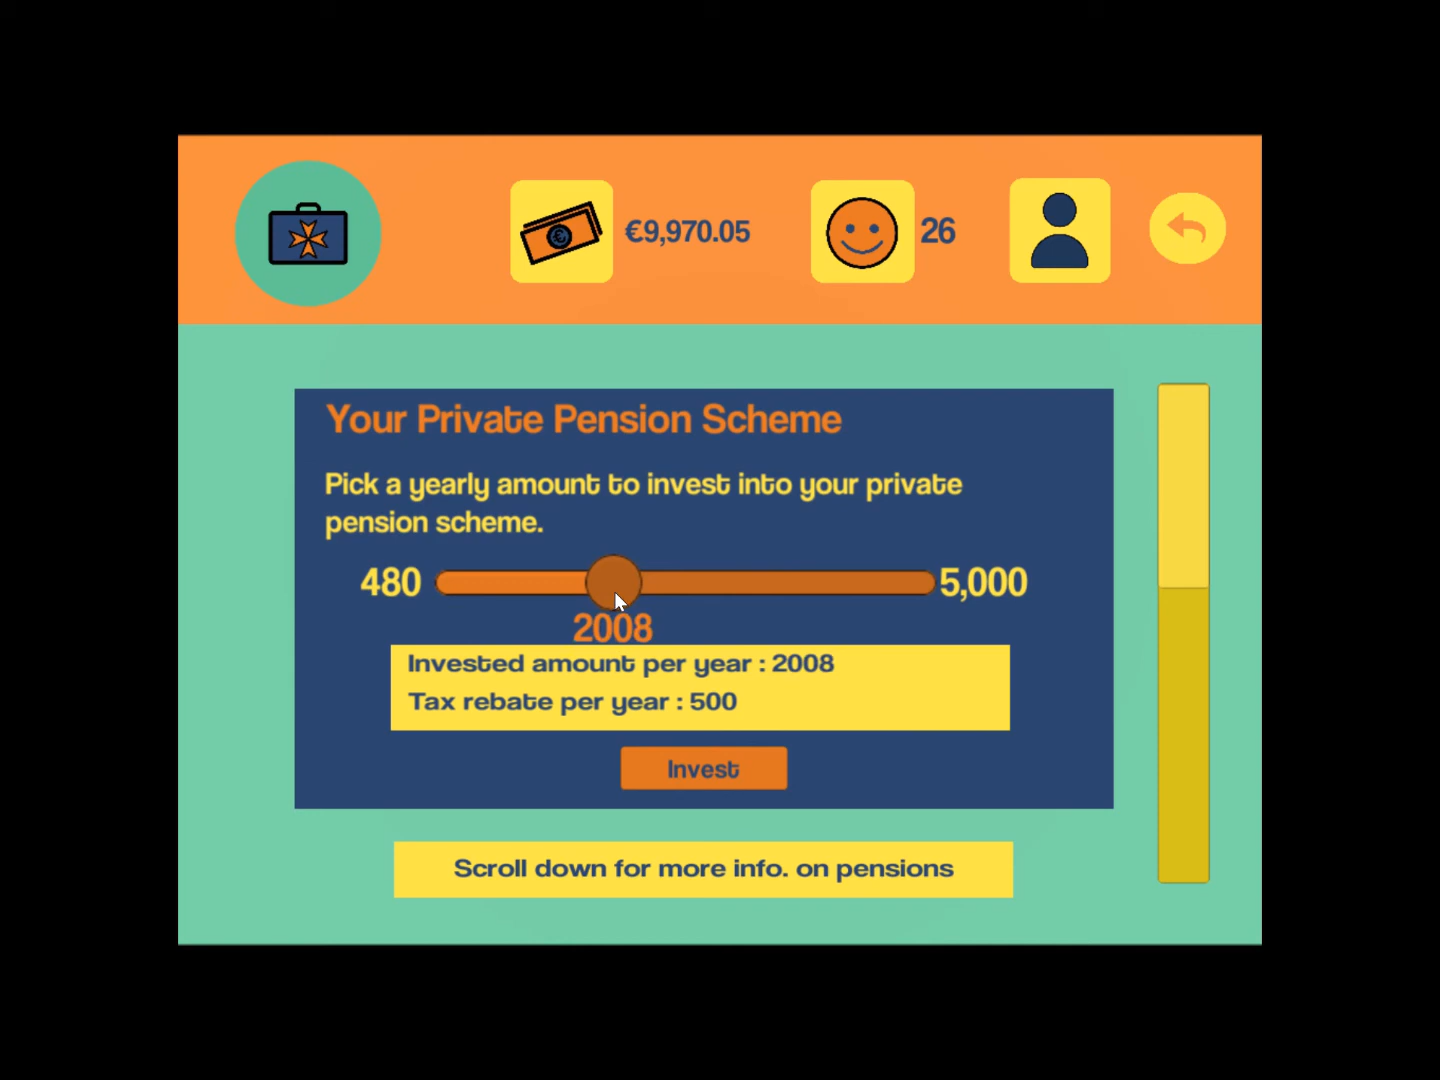 €9,970.05
26
Your Private Pension Scheme
Pick a yearly amount to invest into your private
pension scheme.
480
5,000
2008
Invested amount per year : 2008
Tax rebate per year : 500
Invest
Scroll down for more info. on pensions